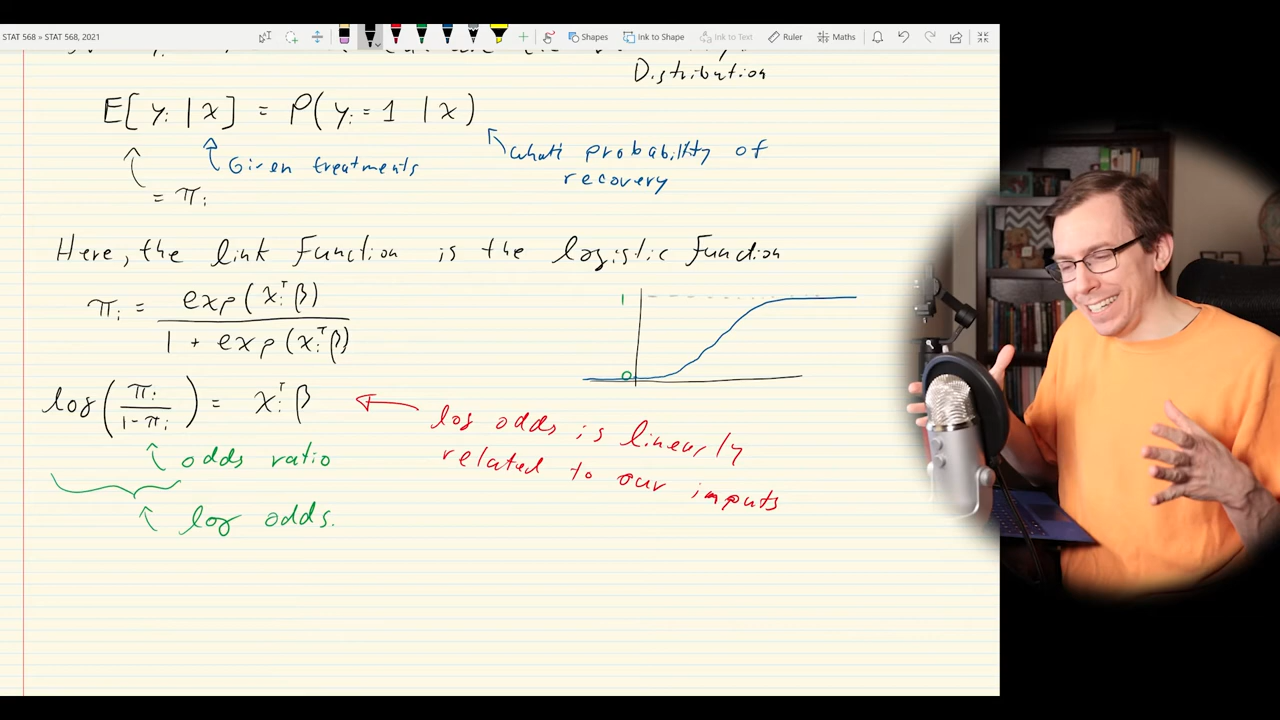 STAT 568 » STAT 568, 2021
Shapes
Ink to Shape
Ink to Text
Ruler
Maths
Distribution
E[ yᵢ | x ] = P( yᵢ = 1 | x )
Given treatments
what probability of
recovery
= πᵢ
Here, the link function is the logistic function
πᵢ = exp(xᵢᵀβ) / 1 + exp(xᵢᵀβ)
1
0
log( πᵢ / 1-πᵢ ) = xᵢᵀβ
log odds is linearly
related to our inputs
odds ratio
log odds.